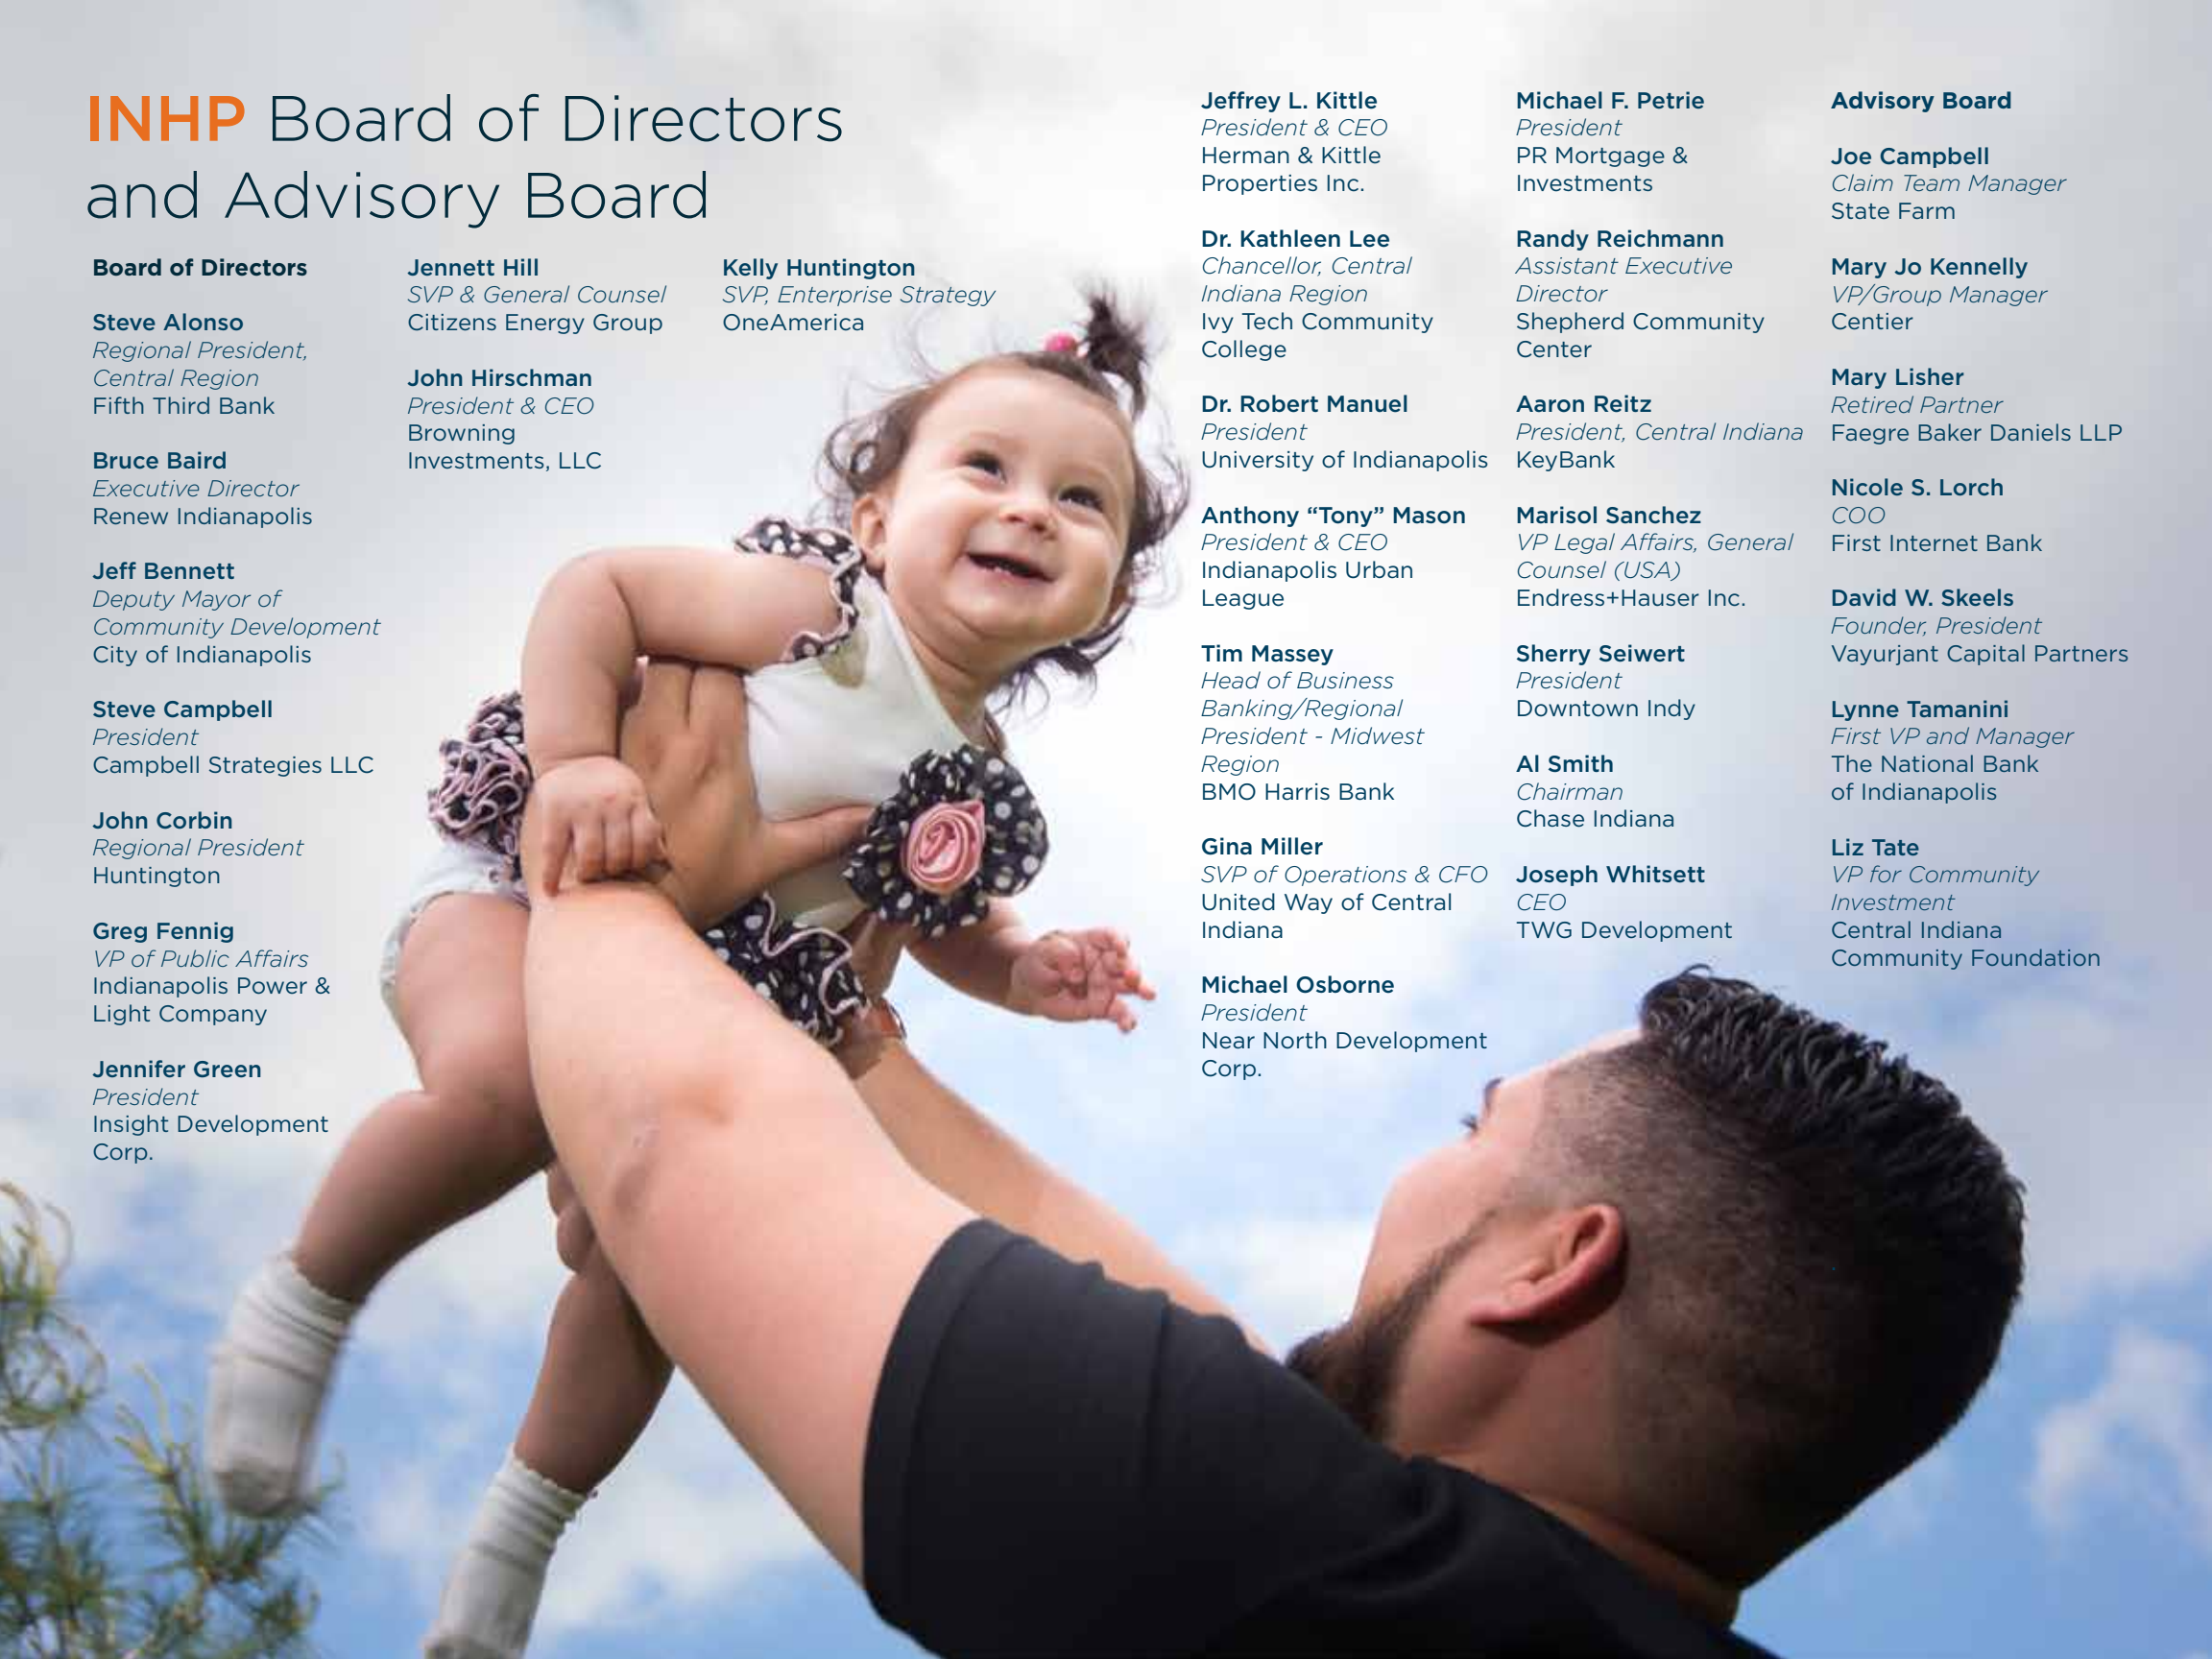 INHP Board of Directors
and Advisory Board
Board of Directors
Steve Alonso
Regional President,
Central Region
Fifth Third Bank
Bruce Baird
Executive Director
Renew Indianapolis
Jeff Bennett
Deputy Mayor of
Community Development
City of Indianapolis
Steve Campbell
President
Campbell Strategies LLC
John Corbin
Regional President
Huntington
Greg Fennig
VP of Public Affairs
Indianapolis Power &
Light Company
Jennifer Green
President
Insight Development
Corp.
Jennett Hill
SVP & General Counsel
Citizens Energy Group
John Hirschman
President & CEO
Browning
Investments, LLC
Kelly Huntington
SVP, Enterprise Strategy
OneAmerica
Jeffrey L. Kittle
President & CEO
Herman & Kittle
Properties Inc.
Dr. Kathleen Lee
Chancellor, Central
Indiana Region
Ivy Tech Community
College
Dr. Robert Manuel
President
University of Indianapolis
Anthony “Tony” Mason
President & CEO
Indianapolis Urban
League
Tim Massey
Head of Business
Banking/Regional
President - Midwest
Region
BMO Harris Bank
Gina Miller
SVP of Operations & CFO
United Way of Central
Indiana
Michael Osborne
President
Near North Development
Corp.
Michael F. Petrie
President
PR Mortgage &
Investments
Randy Reichmann
Assistant Executive
Director
Shepherd Community
Center
Aaron Reitz
President, Central Indiana
KeyBank
Marisol Sanchez
VP Legal Affairs, General
Counsel (USA)
Endress+Hauser Inc.
Sherry Seiwert
President
Downtown Indy
Al Smith
Chairman
Chase Indiana
Joseph Whitsett
CEO
TWG Development
Advisory Board
Joe Campbell
Claim Team Manager
State Farm
Mary Jo Kennelly
VP/Group Manager
Centier
Mary Lisher
Retired Partner
Faegre Baker Daniels LLP
Nicole S. Lorch
COO
First Internet Bank
David W. Skeels
Founder, President
Vayurjant Capital Partners
Lynne Tamanini
First VP and Manager
The National Bank
of Indianapolis
Liz Tate
VP for Community
Investment
Central Indiana
Community Foundation